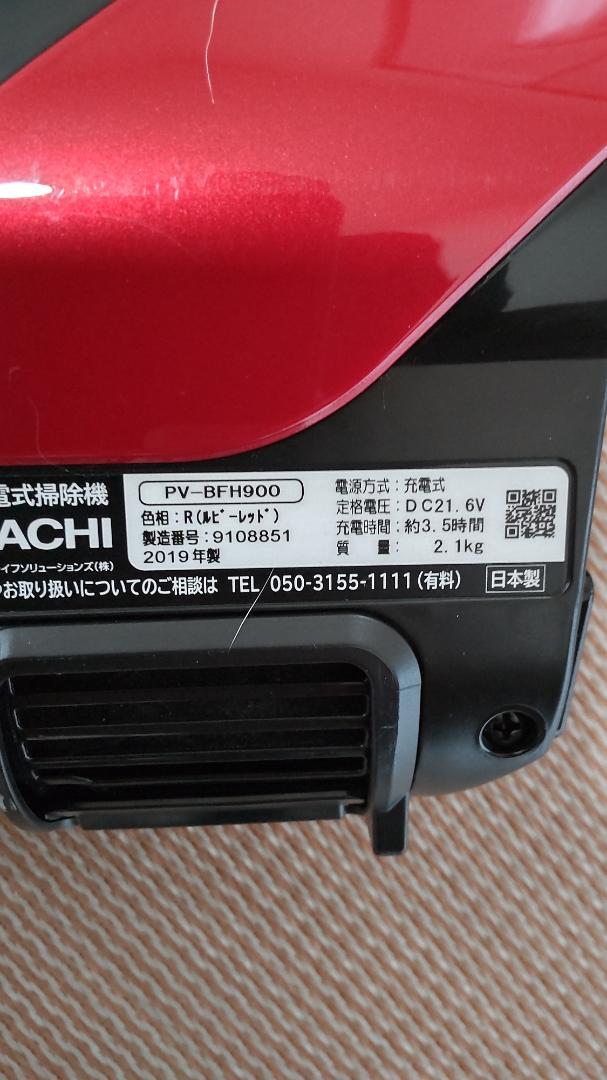 電式掃除機
ACHI
イフソリューションズ(株)
PV-BFH900
色相:R(ルビーレッド)
製造番号:9108851
2019年製
電源方式:充電式
定格電圧:DC21.6V
充電時間:約3.5時間
質 量: 2.1kg
お取り扱いについてのご相談は TEL 050-3155-1111(有料)
日本製